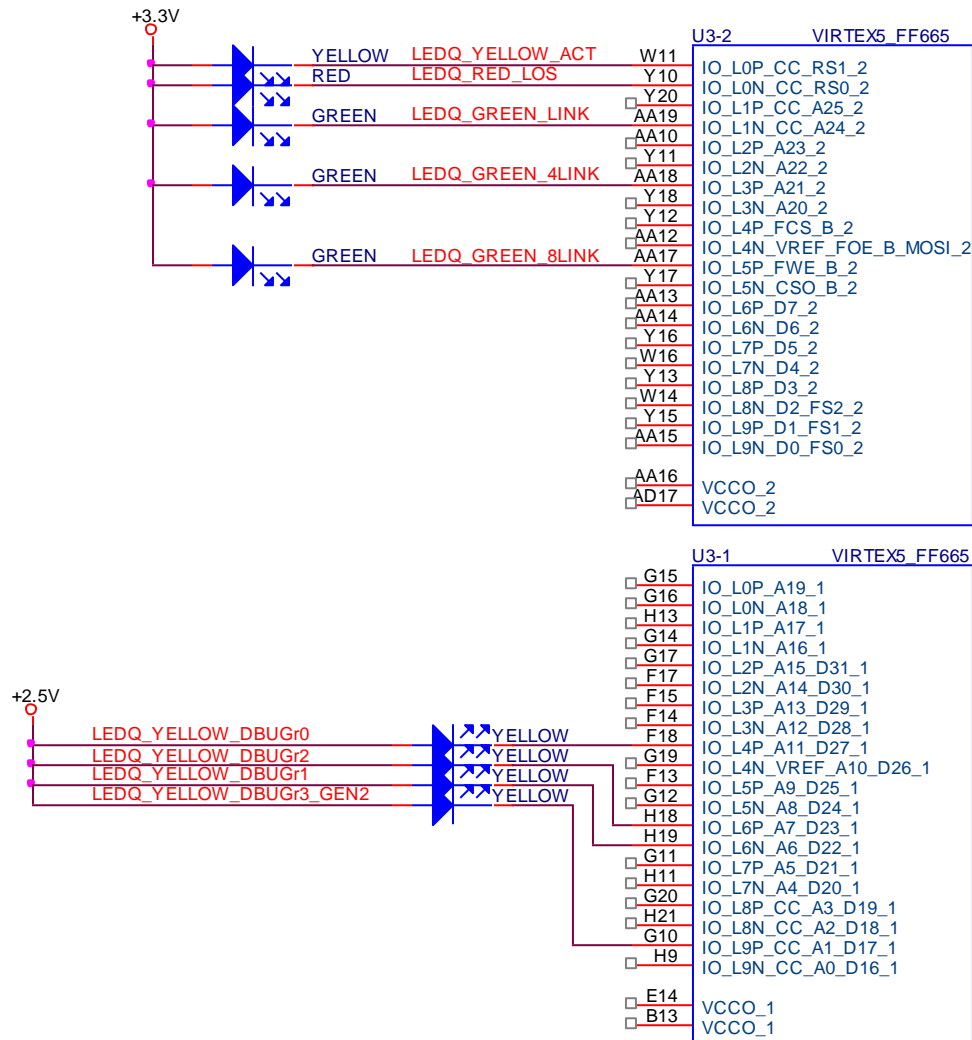 +3.3V
U3-2 VIRTEX5_FF665
YELLOW LEDQ_YELLOW_ACT W11 IO_L0P_CC_RS1_2
RED LEDQ_RED_LOS Y10 IO_L0N_CC_RS0_2
Y20 IO_L1P_CC_A25_2
GREEN LEDQ_GREEN_LINK AA19 IO_L1N_CC_A24_2
AA10 IO_L2P_A23_2
Y11 IO_L2N_A22_2
GREEN LEDQ_GREEN_4LINK AA18 IO_L3P_A21_2
Y18 IO_L3N_A20_2
Y12 IO_L4P_FCS_B_2
AA12 IO_L4N_VREF_FOE_B_MOSI_2
GREEN LEDQ_GREEN_8LINK AA17 IO_L5P_FWE_B_2
Y17 IO_L5N_CSO_B_2
AA13 IO_L6P_D7_2
AA14 IO_L6N_D6_2
Y16 IO_L7P_D5_2
W16 IO_L7N_D4_2
Y13 IO_L8P_D3_2
W14 IO_L8N_D2_FS2_2
Y15 IO_L9P_D1_FS1_2
AA15 IO_L9N_D0_FS0_2
AA16 VCCO_2
AD17 VCCO_2
U3-1 VIRTEX5_FF665
G15 IO_L0P_A19_1
G16 IO_L0N_A18_1
H13 IO_L1P_A17_1
G14 IO_L1N_A16_1
G17 IO_L2P_A15_D31_1
F17 IO_L2N_A14_D30_1
F15 IO_L3P_A13_D29_1
+2.5V
F14 IO_L3N_A12_D28_1
LEDQ_YELLOW_DBUGr0 YELLOW F18 IO_L4P_A11_D27_1
LEDQ_YELLOW_DBUGr2 YELLOW G19 IO_L4N_VREF_A10_D26_1
LEDQ_YELLOW_DBUGr1 YELLOW F13 IO_L5P_A9_D25_1
LEDQ_YELLOW_DBUGr3_GEN2 YELLOW G12 IO_L5N_A8_D24_1
H18 IO_L6P_A7_D23_1
H19 IO_L6N_A6_D22_1
G11 IO_L7P_A5_D21_1
H11 IO_L7N_A4_D20_1
G20 IO_L8P_CC_A3_D19_1
H21 IO_L8N_CC_A2_D18_1
G10 IO_L9P_CC_A1_D17_1
H9 IO_L9N_CC_A0_D16_1
E14 VCCO_1
B13 VCCO_1